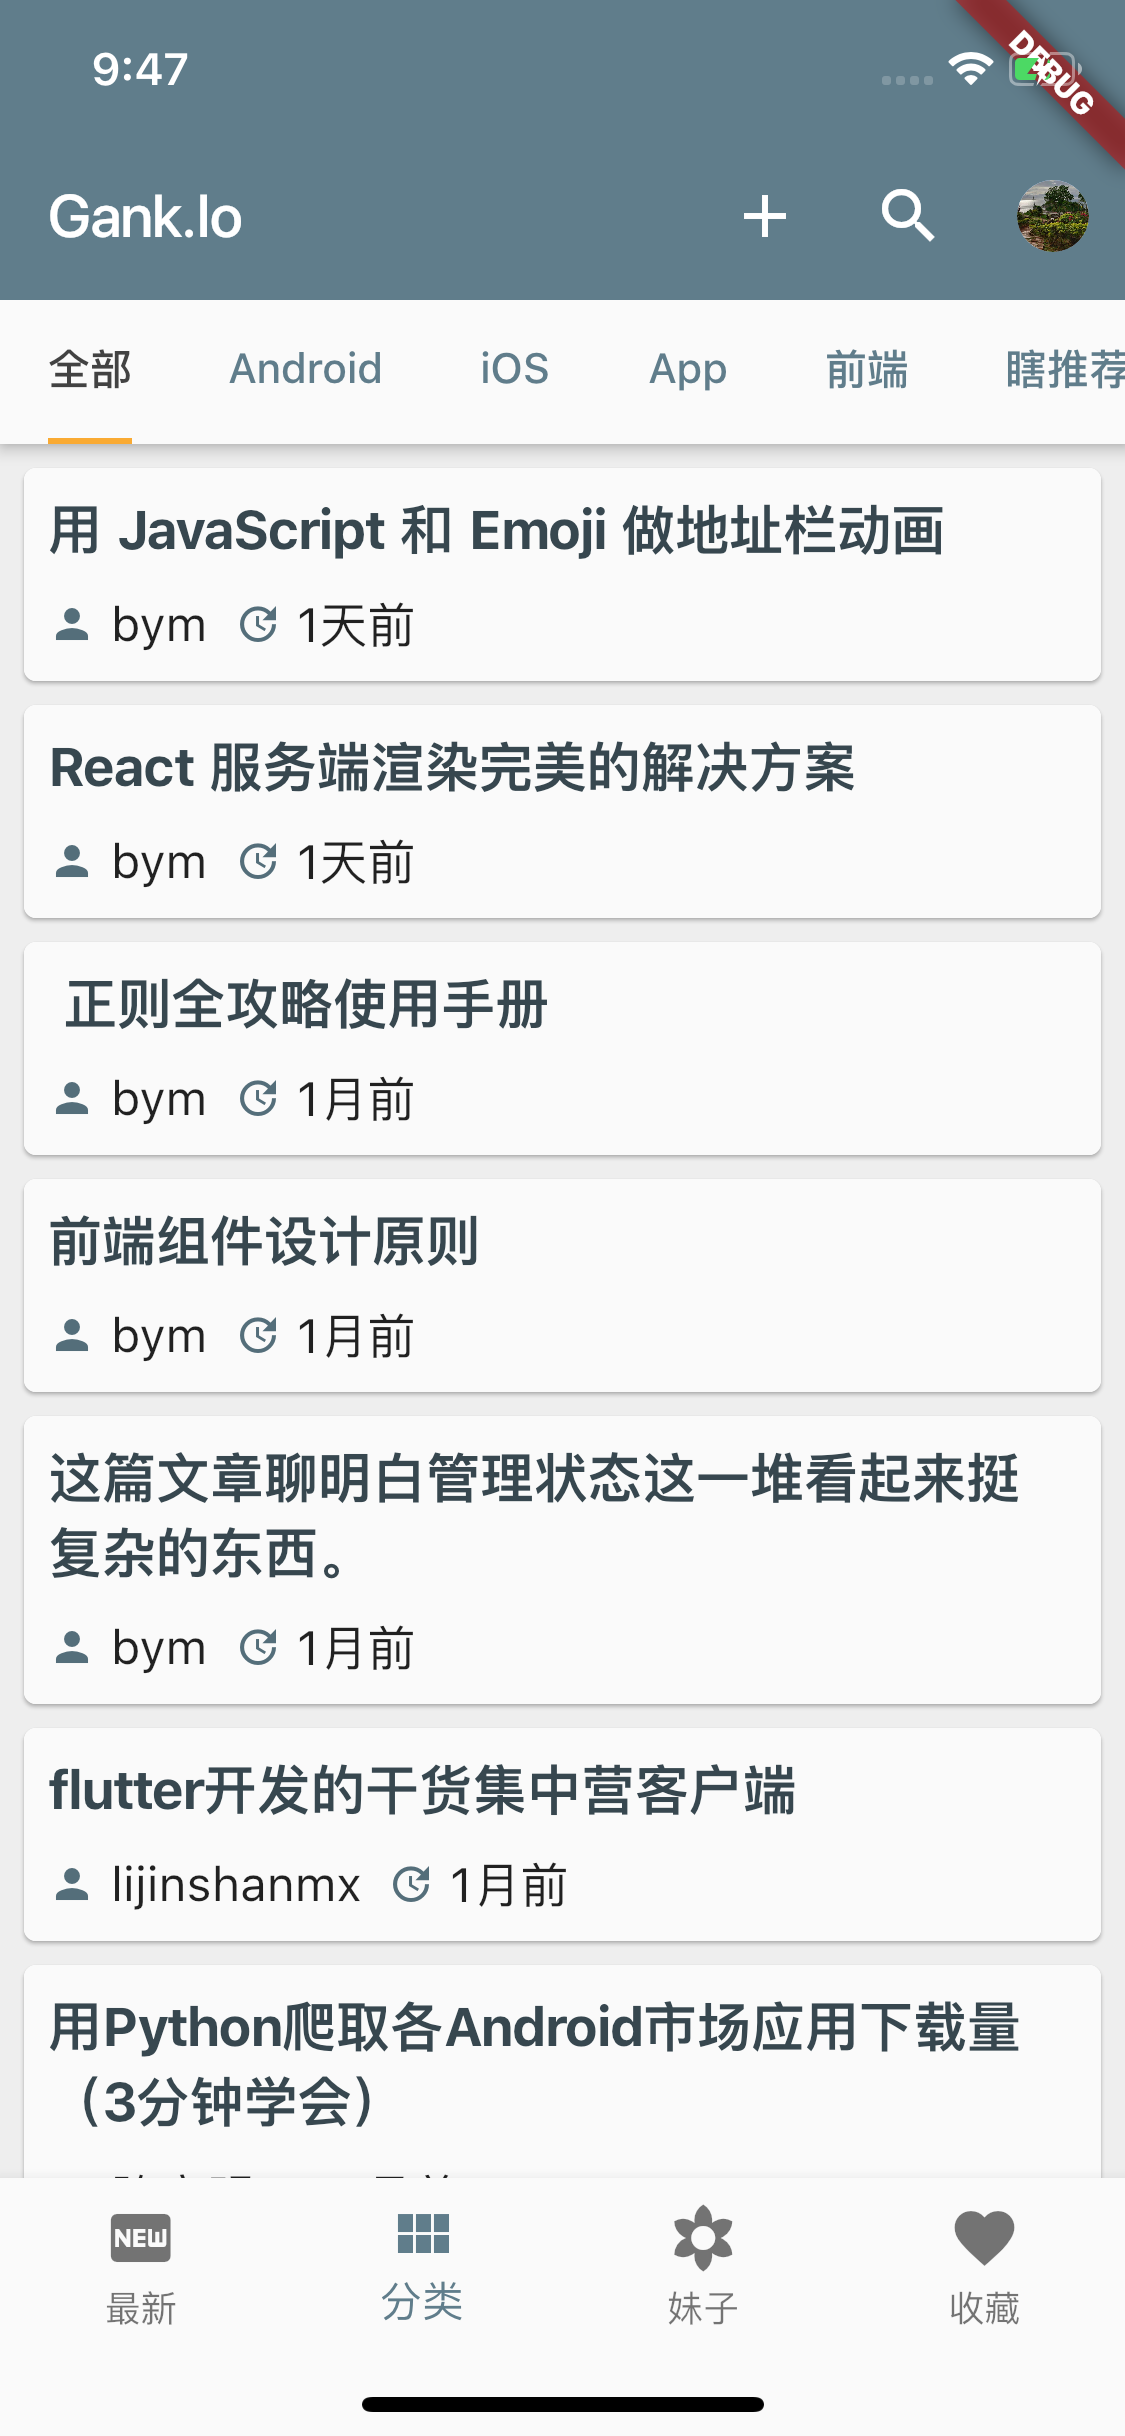 9:47
DEBUG
Gank.Io
全部 Android iOS App 前端 瞎推荐
用 JavaScript 和 Emoji 做地址栏动画
bym 1天前
React 服务端渲染完美的解决方案
bym 1天前
正则全攻略使用手册
bym 1月前
前端组件设计原则
bym 1月前
这篇文章聊明白管理状态这一堆看起来挺
复杂的东西。
bym 1月前
flutter开发的干货集中营客户端
lijinshanmx 1月前
用Python爬取各Android市场应用下载量
（3分钟学会）
NEW
最新 分类 妹子 收藏